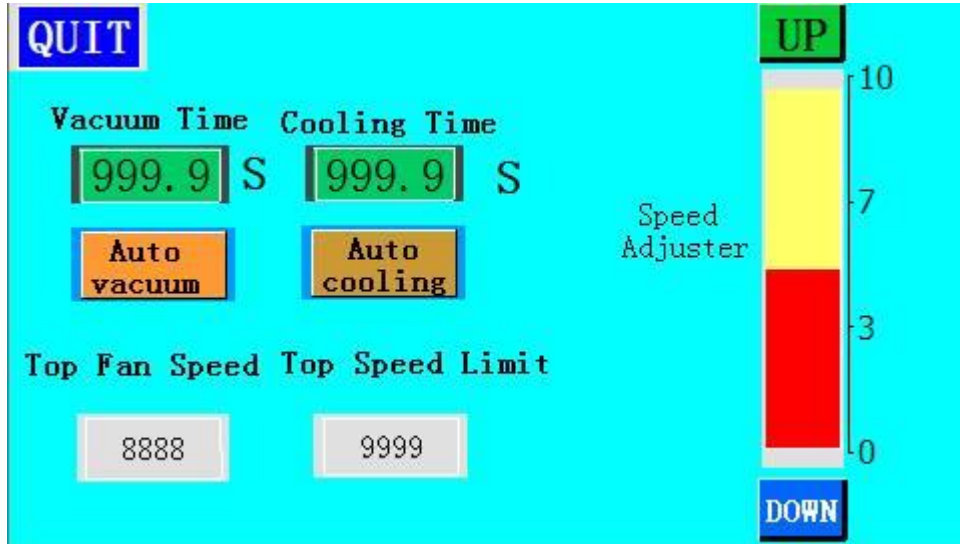 QUIT
UP
10
Vacuum Time
Cooling Time
999.9 S
999.9 S
7
Speed
Adjuster
Auto
vacuum
Auto
cooling
3
Top Fan Speed
Top Speed Limit
8888
9999
0
DOWN